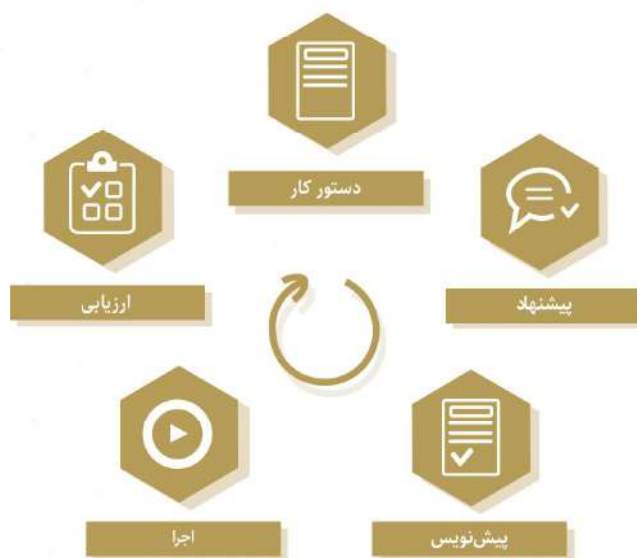 دستور کار
پیشنهاد
پیش‌نویس
اجرا
ارزیابی